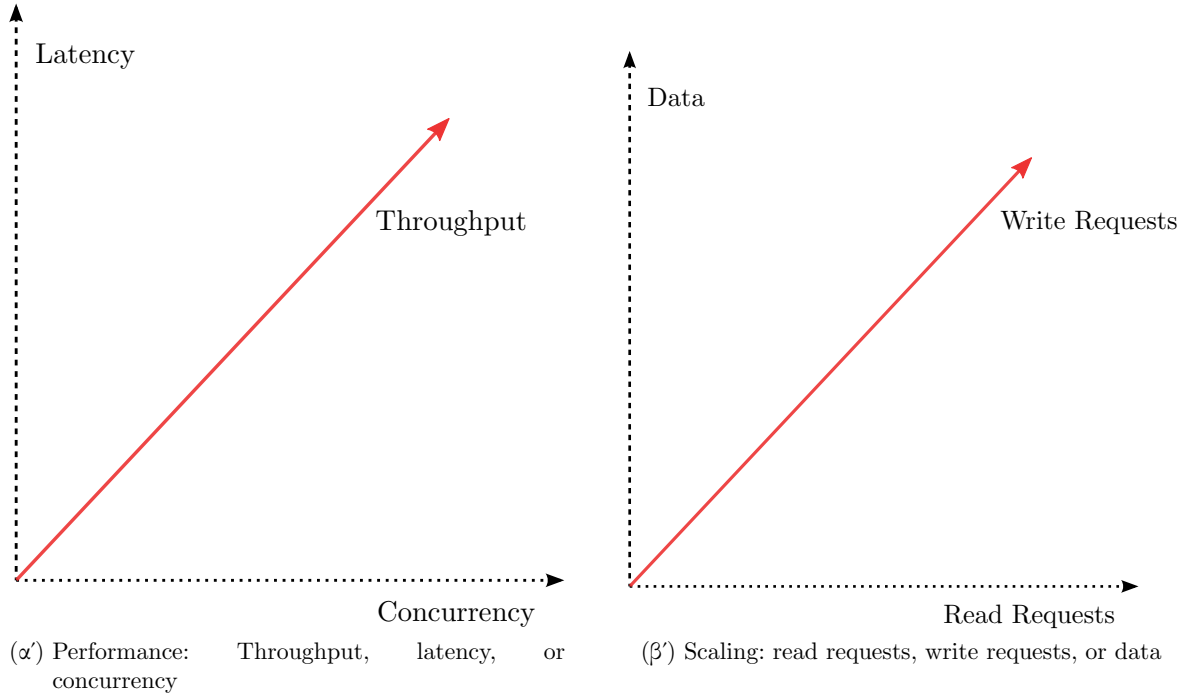 Latency
Throughput
Concurrency
(α΄) Performance: Throughput, latency, or
concurrency
Data
Write Requests
Read Requests
(β΄) Scaling: read requests, write requests, or data